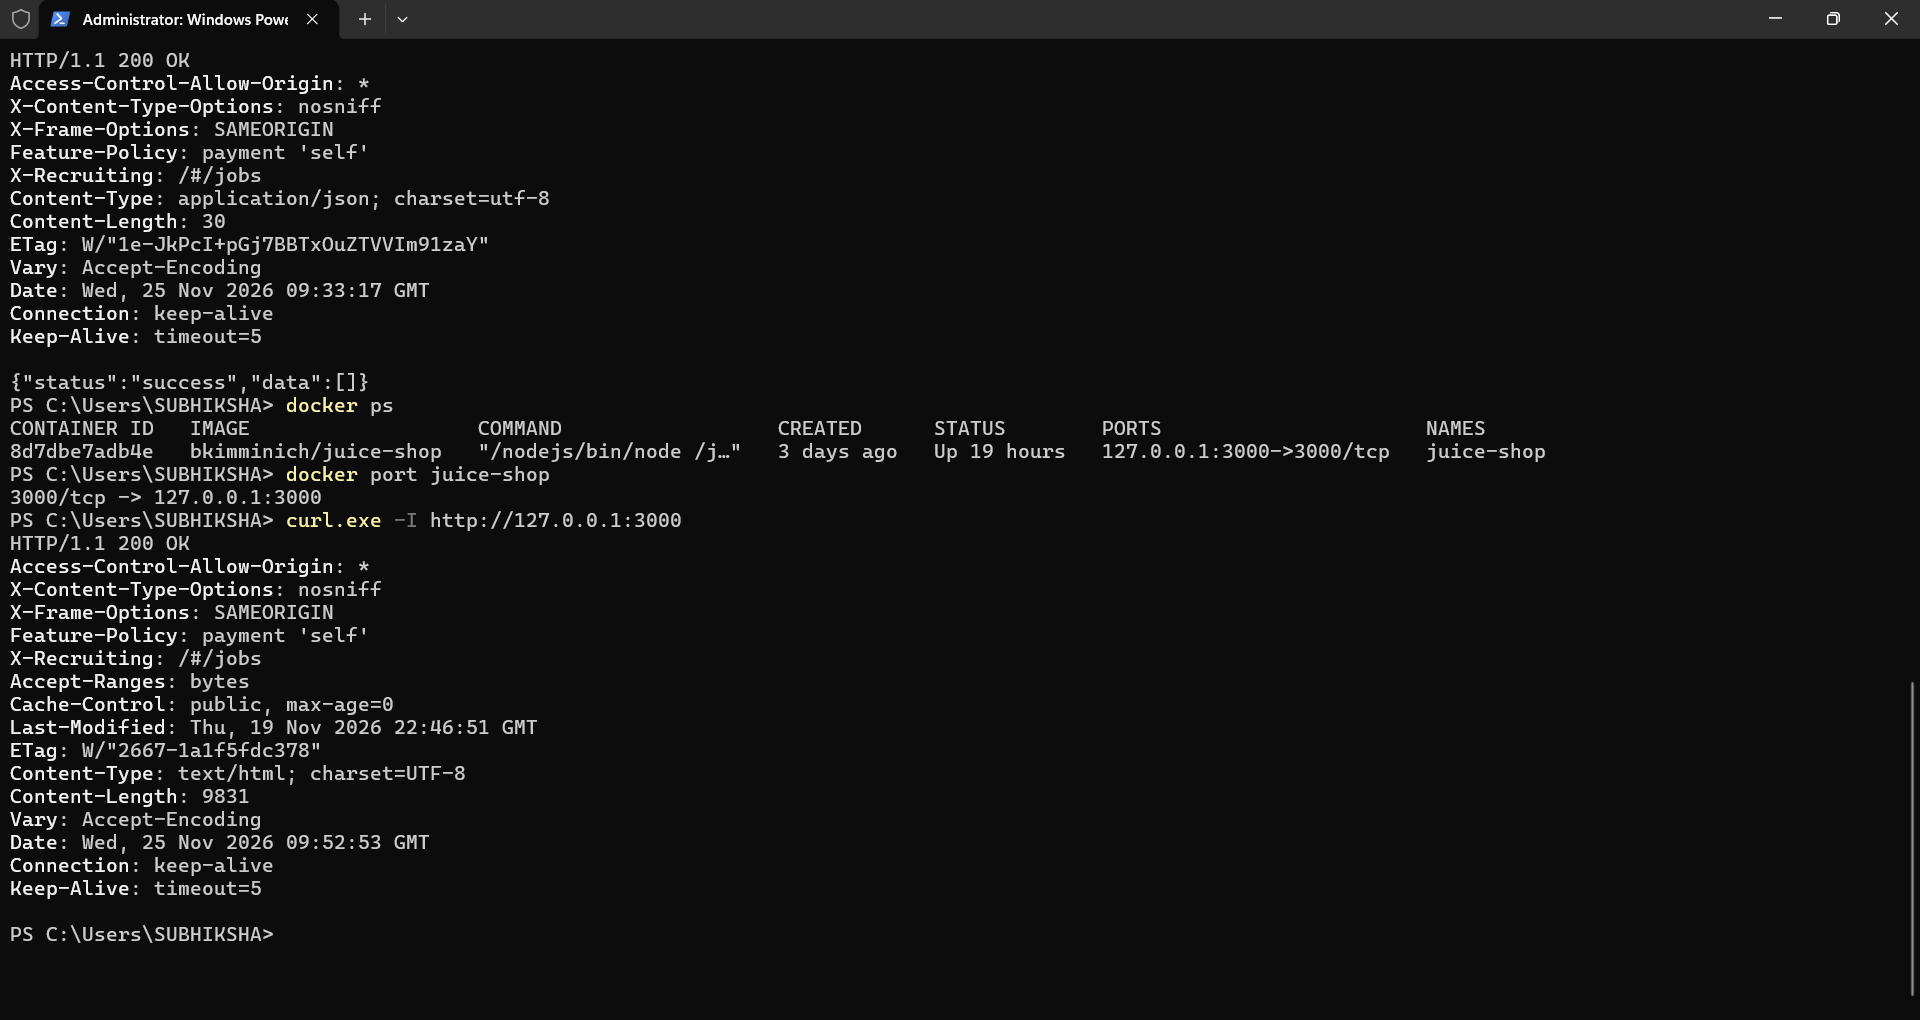 Administrator: Windows Powe
HTTP/1.1 200 OK
Access-Control-Allow-Origin: *
X-Content-Type-Options: nosniff
X-Frame-Options: SAMEORIGIN
Feature-Policy: payment 'self'
X-Recruiting: /#/jobs
Content-Type: application/json; charset=utf-8
Content-Length: 30
ETag: W/"1e-JkPcI+pGj7BBTxOuZTVVIm91zaY"
Vary: Accept-Encoding
Date: Wed, 25 Nov 2026 09:33:17 GMT
Connection: keep-alive
Keep-Alive: timeout=5
{"status":"success","data":[]}
PS C:\Users\SUBHIKSHA> docker ps
CONTAINER ID   IMAGE                   COMMAND                  CREATED      STATUS        PORTS                      NAMES
8d7dbe7adb4e   bkimminich/juice-shop   "/nodejs/bin/node /j…"   3 days ago   Up 19 hours   127.0.0.1:3000->3000/tcp   juice-shop
PS C:\Users\SUBHIKSHA> docker port juice-shop
3000/tcp -> 127.0.0.1:3000
PS C:\Users\SUBHIKSHA> curl.exe -I http://127.0.0.1:3000
HTTP/1.1 200 OK
Access-Control-Allow-Origin: *
X-Content-Type-Options: nosniff
X-Frame-Options: SAMEORIGIN
Feature-Policy: payment 'self'
X-Recruiting: /#/jobs
Accept-Ranges: bytes
Cache-Control: public, max-age=0
Last-Modified: Thu, 19 Nov 2026 22:46:51 GMT
ETag: W/"2667-1a1f5fdc378"
Content-Type: text/html; charset=UTF-8
Content-Length: 9831
Vary: Accept-Encoding
Date: Wed, 25 Nov 2026 09:52:53 GMT
Connection: keep-alive
Keep-Alive: timeout=5
PS C:\Users\SUBHIKSHA>